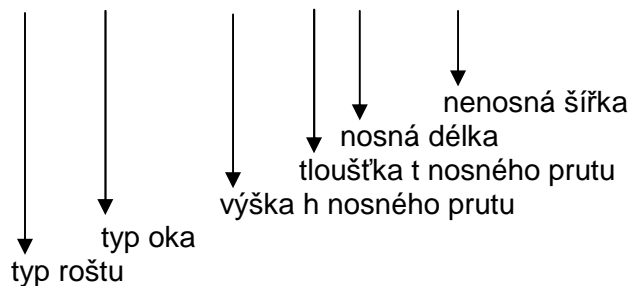 nenosná šířka
nosná délka
tloušťka t nosného prutu
výška h nosného prutu
typ oka
typ roštu